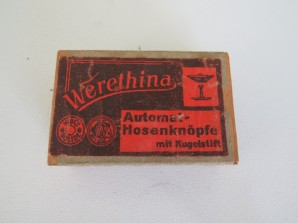 Werethina
Automat-
Hosenknöpfe
mit Kugelstift